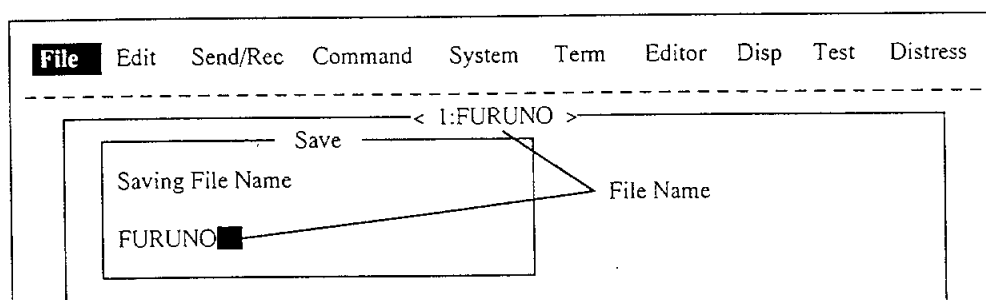 File Edit Send/Rec Command System Term Editor Disp Test Distress
< 1:FURUNO >
Save
Saving File Name
File Name
FURUNO